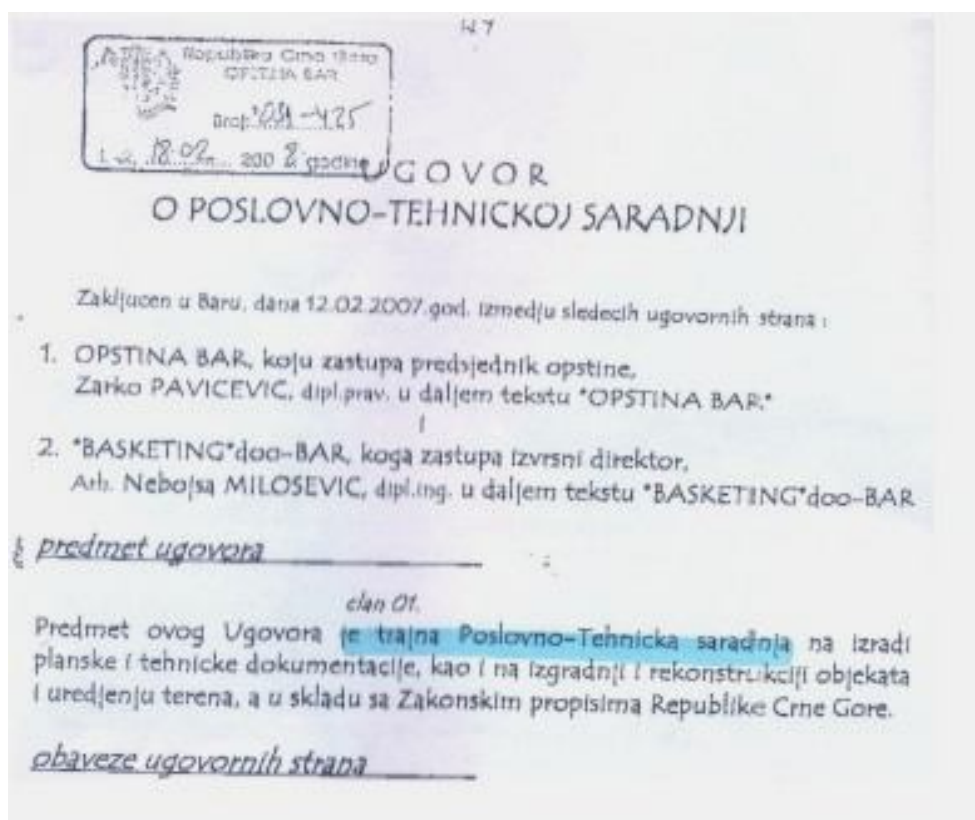 Republika Crna Gora
OPŠTINA BAR
Broj: 031-425
18.02. 2008 godine
UGOVOR
O POSLOVNO-TEHNICKOJ SARADNJI
Zakljucen u Baru, dana 12.02.2007.god. izmedju sledecih ugovornih strana :
1. OPSTINA BAR, koju zastupa predsjednik opstine,
Zarko PAVICEVIC, dipl.prav. u daljem tekstu "OPSTINA BAR"
i
2. "BASKETING"doo-BAR, koga zastupa izvrsni direktor,
Arh. Nebojsa MILOSEVIC, dipl.ing. u daljem tekstu "BASKETING"doo-BAR
predmet ugovora
clan 01.
Predmet ovog Ugovora je trajna Poslovno-Tehnicka saradnja na izradi
planske i tehnicke dokumentacije, kao i na izgradnji i rekonstrukciji objekata
i uredjenju terena, a u skladu sa Zakonskim propisima Republike Crne Gore.
obaveze ugovornih strana